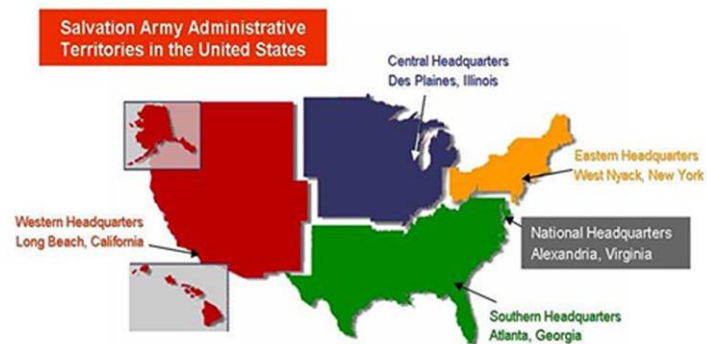 Salvation Army Administrative
Territories in the United States
Central Headquarters
Des Plaines, Illinois
Eastern Headquarters
West Nyack, New York
Western Headquarters
Long Beach, California
National Headquarters
Alexandria, Virginia
Southern Headquarters
Atlanta, Georgia